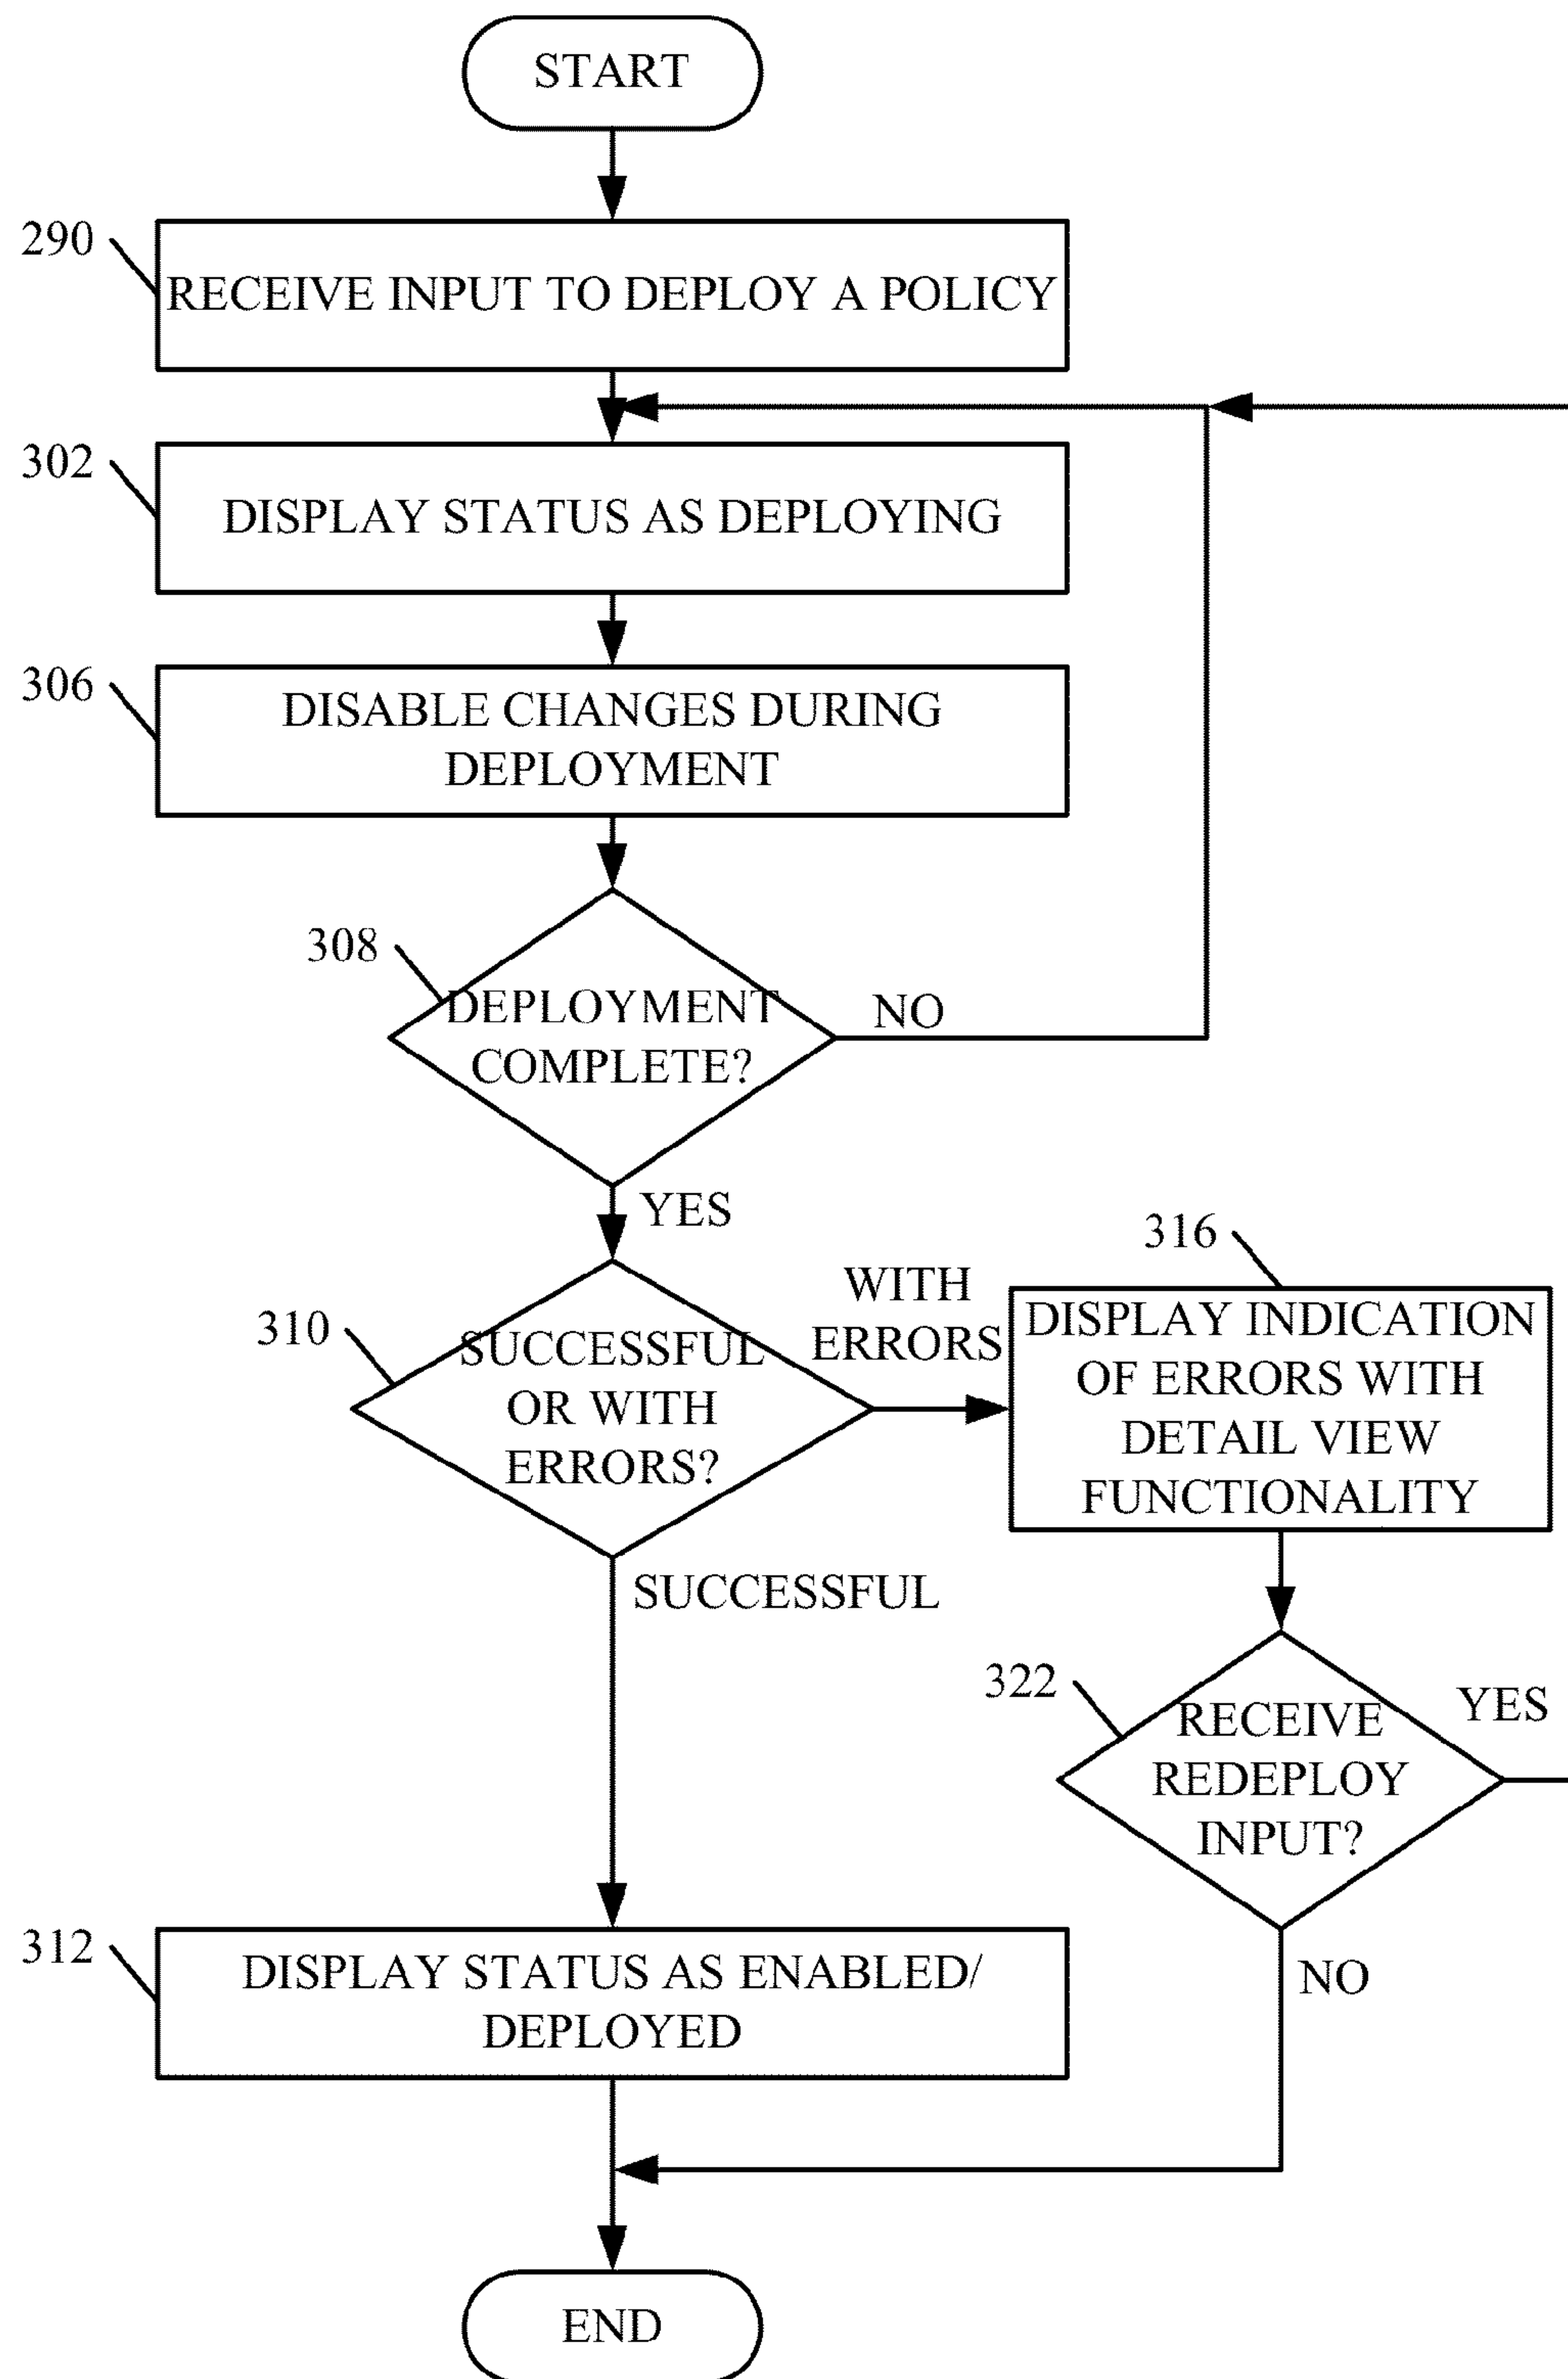 START
290
RECEIVE INPUT TO DEPLOY A POLICY
302
DISPLAY STATUS AS DEPLOYING
306
DISABLE CHANGES DURING
DEPLOYMENT
308
DEPLOYMENT
COMPLETE?
NO
YES
310
SUCCESSFUL
OR WITH
ERRORS?
WITH
ERRORS
316
DISPLAY INDICATION
OF ERRORS WITH
DETAIL VIEW
FUNCTIONALITY
SUCCESSFUL
322
RECEIVE
REDEPLOY
INPUT?
YES
NO
312
DISPLAY STATUS AS ENABLED/
DEPLOYED
END